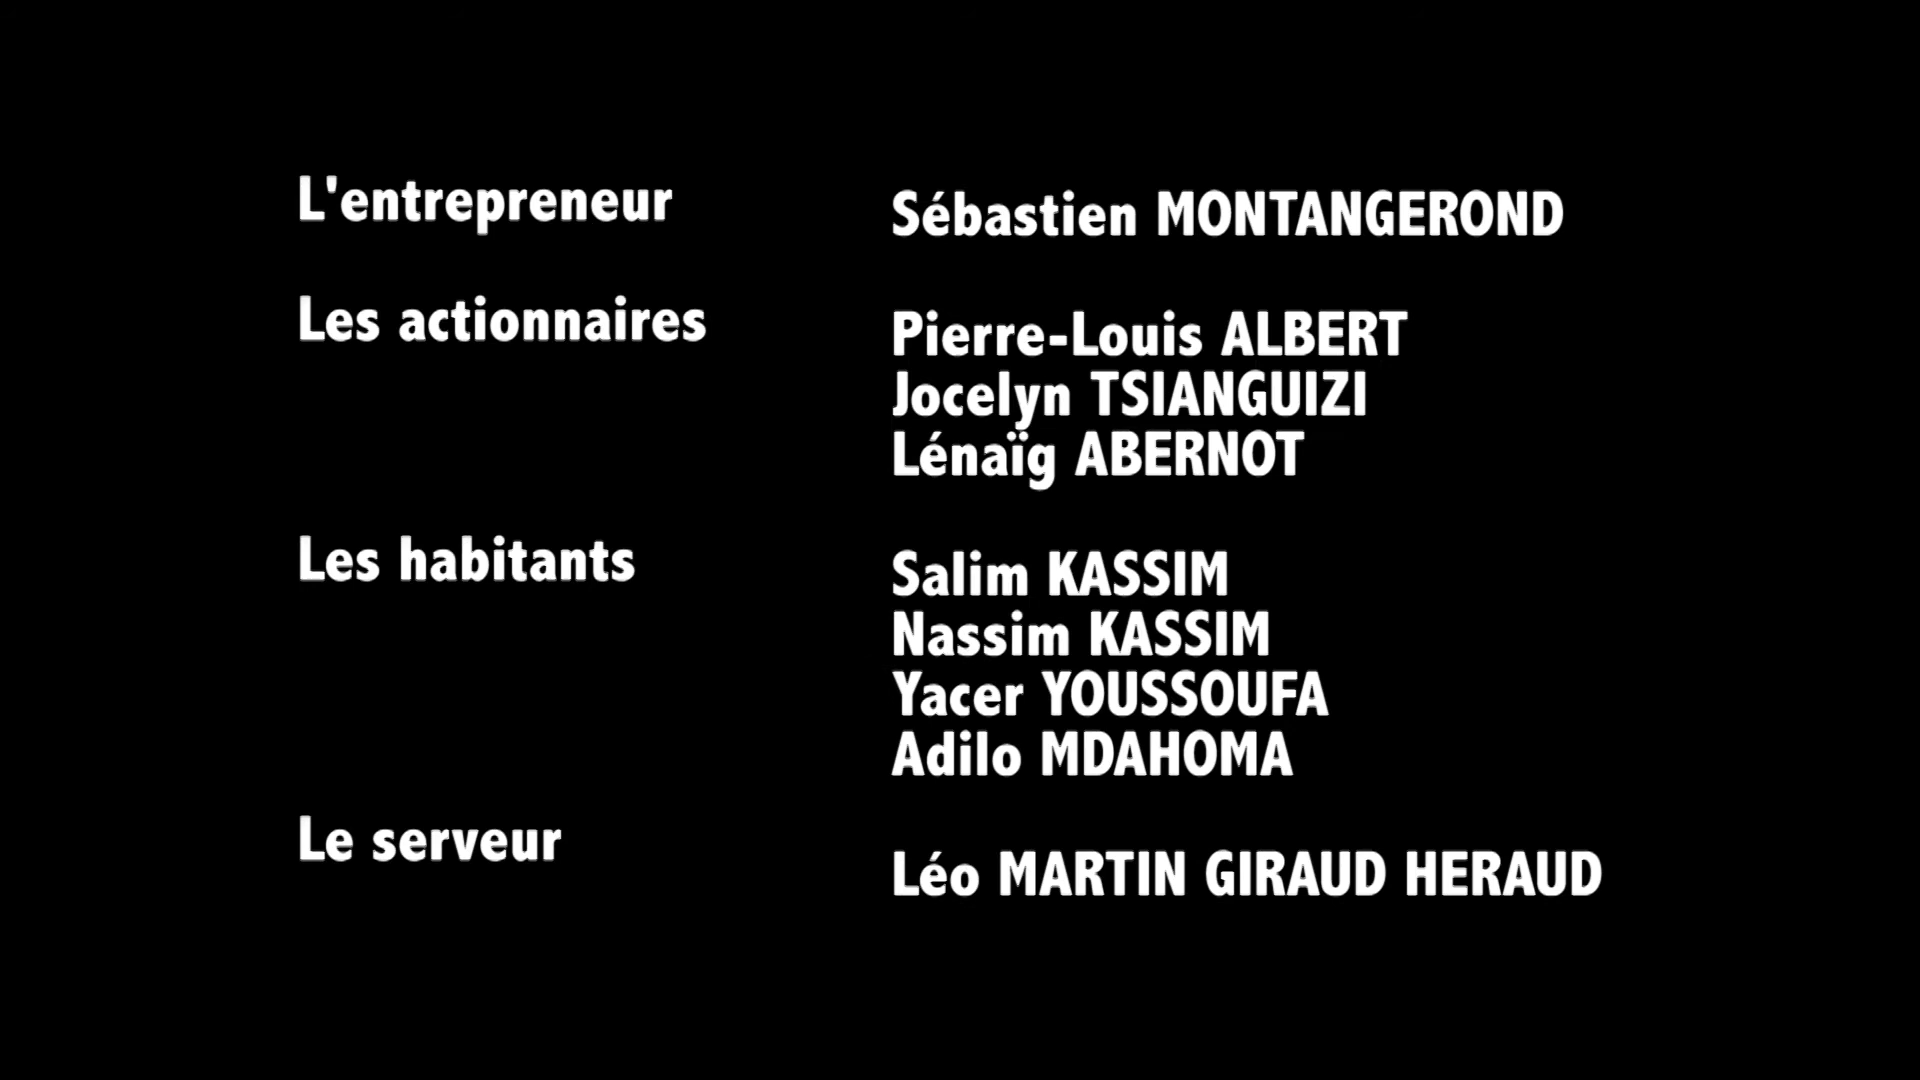 L'entrepreneur Sébastien MONTANGEROND
Les actionnaires Pierre-Louis ALBERT
Jocelyn TSIANGUIZI
Lénaïg ABERNOT
Les habitants Salim KASSIM
Nassim KASSIM
Yacer YOUSSOUFA
Adilo MDAHOMA
Le serveur Léo MARTIN GIRAUD HERAUD